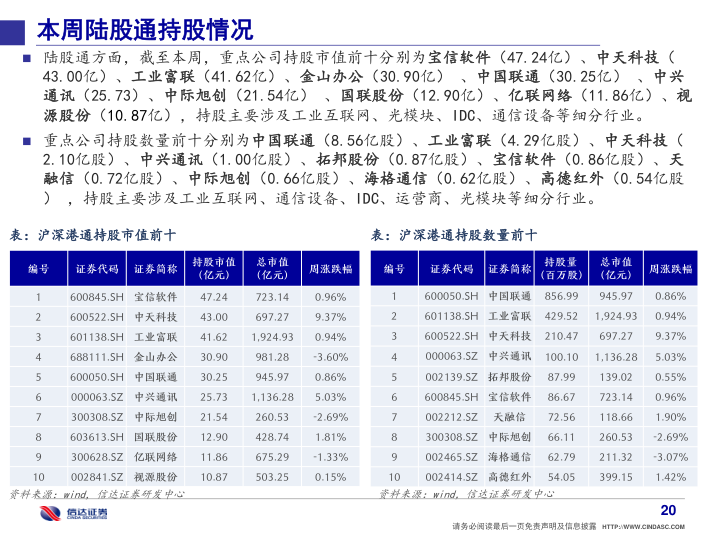 本周陆股通持股情况
■ 陆股通方面，截至本周，重点公司持股市值前十分别为宝信软件（47.24亿）、中天科技（
43.00亿）、工业富联（41.62亿）、金山办公（30.90亿） 、中国联通（30.25亿） 、中兴
通讯（25.73）、中际旭创（21.54亿） 、国联股份（12.90亿）、亿联网络（11.86亿）、视
源股份（10.87亿），持股主要涉及工业互联网、光模块、IDC、通信设备等细分行业。
■ 重点公司持股数量前十分别为中国联通（8.56亿股）、工业富联（4.29亿股）、中天科技（
2.10亿股）、中兴通讯（1.00亿股）、拓邦股份（0.87亿股）、宝信软件（0.86亿股）、天
融信（0.72亿股）、中际旭创（0.66亿股）、海格通信（0.62亿股）、高德红外（0.54亿股
） ，持股主要涉及工业互联网、通信设备、IDC、运营商、光模块等细分行业。
表：沪深港通持股市值前十
编号 证券代码 证券简称 持股市值（亿元） 总市值（亿元） 周涨跌幅
1 600845.SH 宝信软件 47.24 723.14 0.96%
2 600522.SH 中天科技 43.00 697.27 9.37%
3 601138.SH 工业富联 41.62 1,924.93 0.94%
4 688111.SH 金山办公 30.90 981.28 -3.60%
5 600050.SH 中国联通 30.25 945.97 0.86%
6 000063.SZ 中兴通讯 25.73 1,136.28 5.03%
7 300308.SZ 中际旭创 21.54 260.53 -2.69%
8 603613.SH 国联股份 12.90 428.74 1.81%
9 300628.SZ 亿联网络 11.86 675.29 -1.33%
10 002841.SZ 视源股份 10.87 503.25 0.15%
资料来源：wind, 信达证券研发中心
表：沪深港通持股数量前十
编号 证券代码 证券简称 持股量（百万股） 总市值（亿元） 周涨跌幅
1 600050.SH 中国联通 856.99 945.97 0.86%
2 601138.SH 工业富联 429.52 1,924.93 0.94%
3 600522.SH 中天科技 210.47 697.27 9.37%
4 000063.SZ 中兴通讯 100.10 1,136.28 5.03%
5 002139.SZ 拓邦股份 87.99 139.02 0.55%
6 600845.SH 宝信软件 86.67 723.14 0.96%
7 002212.SZ 天融信 72.56 118.66 1.90%
8 300308.SZ 中际旭创 66.11 260.53 -2.69%
9 002465.SZ 海格通信 62.79 211.32 -3.07%
10 002414.SZ 高德红外 54.05 399.15 1.42%
资料来源：wind, 信达证券研发中心
信达证券
CINDA SECURITIES
20
请务必阅读最后一页免责声明及信息披露 HTTP://WWW.CINDASC.COM